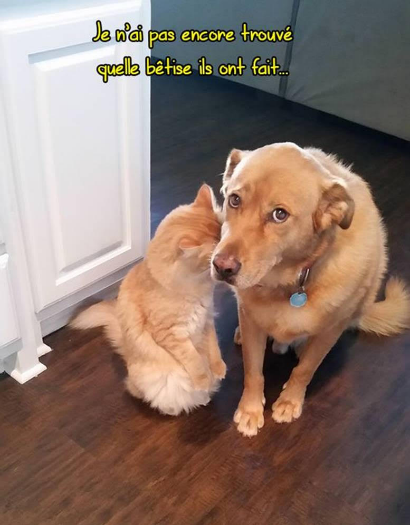 Je n'ai pas encore trouvé
quelle bêtise ils ont fait...